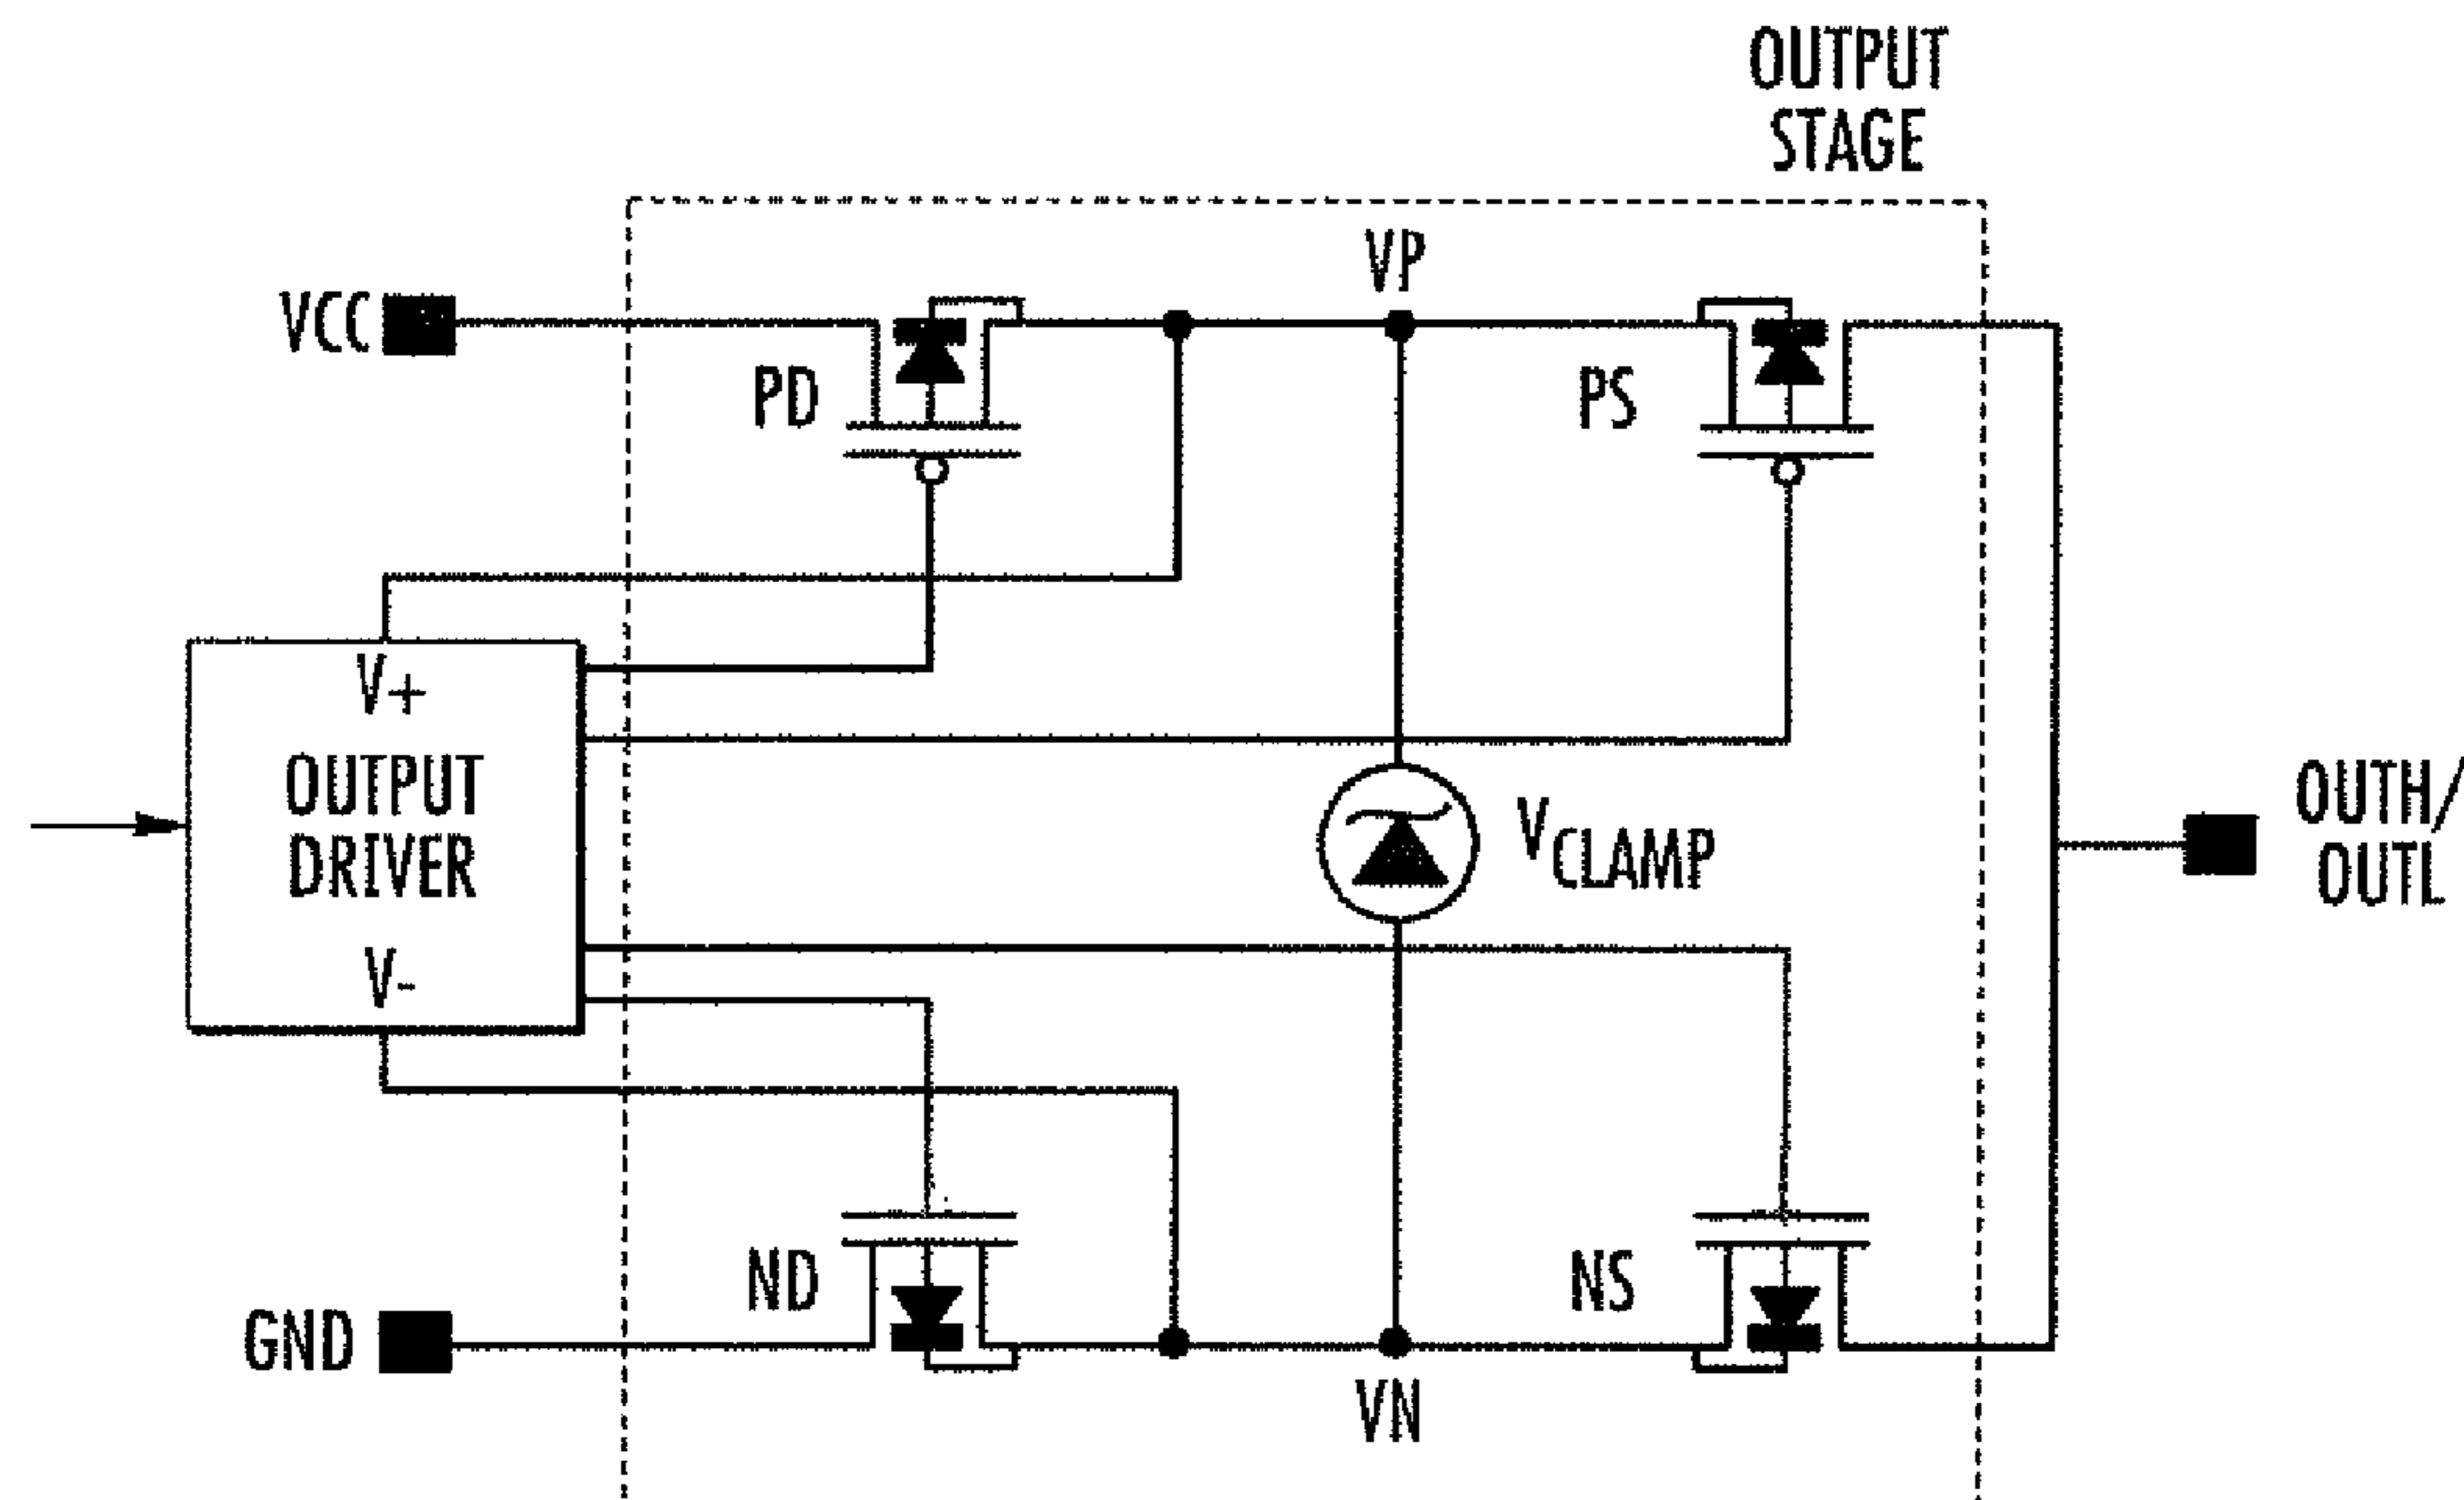 OUTPUT
STAGE
VP
VCC
PD
PS
V+
OUTPUT
DRIVER
V-
VCLAMP
OUTH/
OUTL
ND
NS
GND
VN